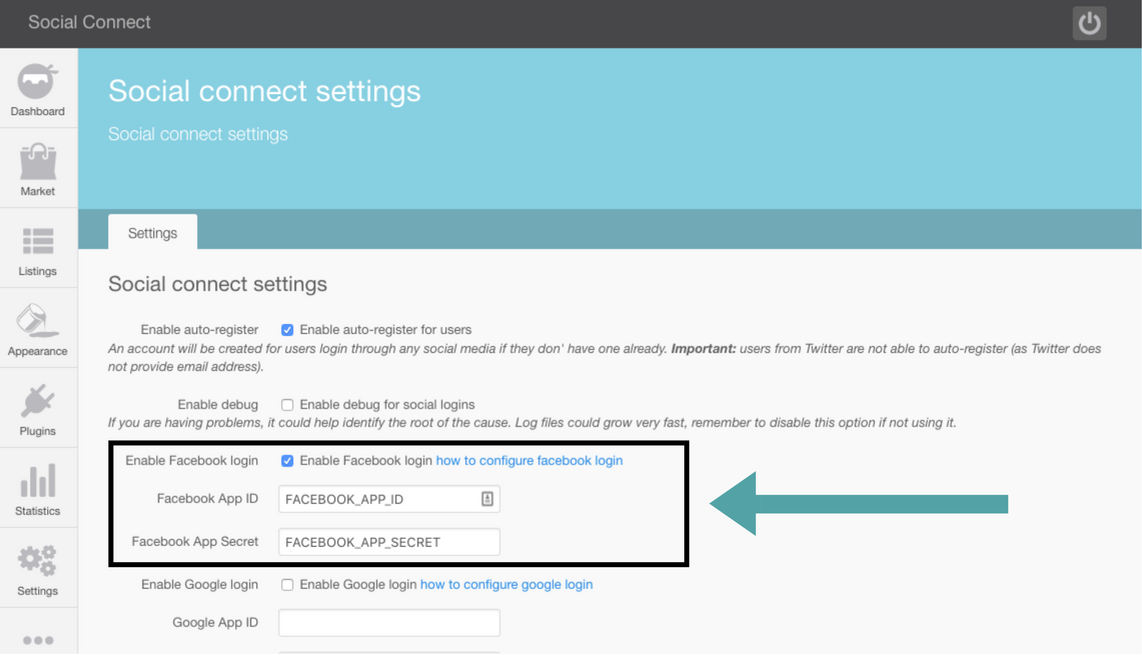 Social Connect
Dashboard
Market
Listings
Appearance
Plugins
Statistics
Settings
Social connect settings
Social connect settings
Settings
Social connect settings
Enable auto-register Enable auto-register for users
An account will be created for users login through any social media if they don' have one already. Important: users from Twitter are not able to auto-register (as Twitter does
not provide email address).
Enable debug Enable debug for social logins
If you are having problems, it could help identify the root of the cause. Log files could grow very fast, remember to disable this option if not using it.
Enable Facebook login Enable Facebook login how to configure facebook login
Facebook App ID FACEBOOK_APP_ID
Facebook App Secret FACEBOOK_APP_SECRET
Enable Google login Enable Google login how to configure google login
Google App ID